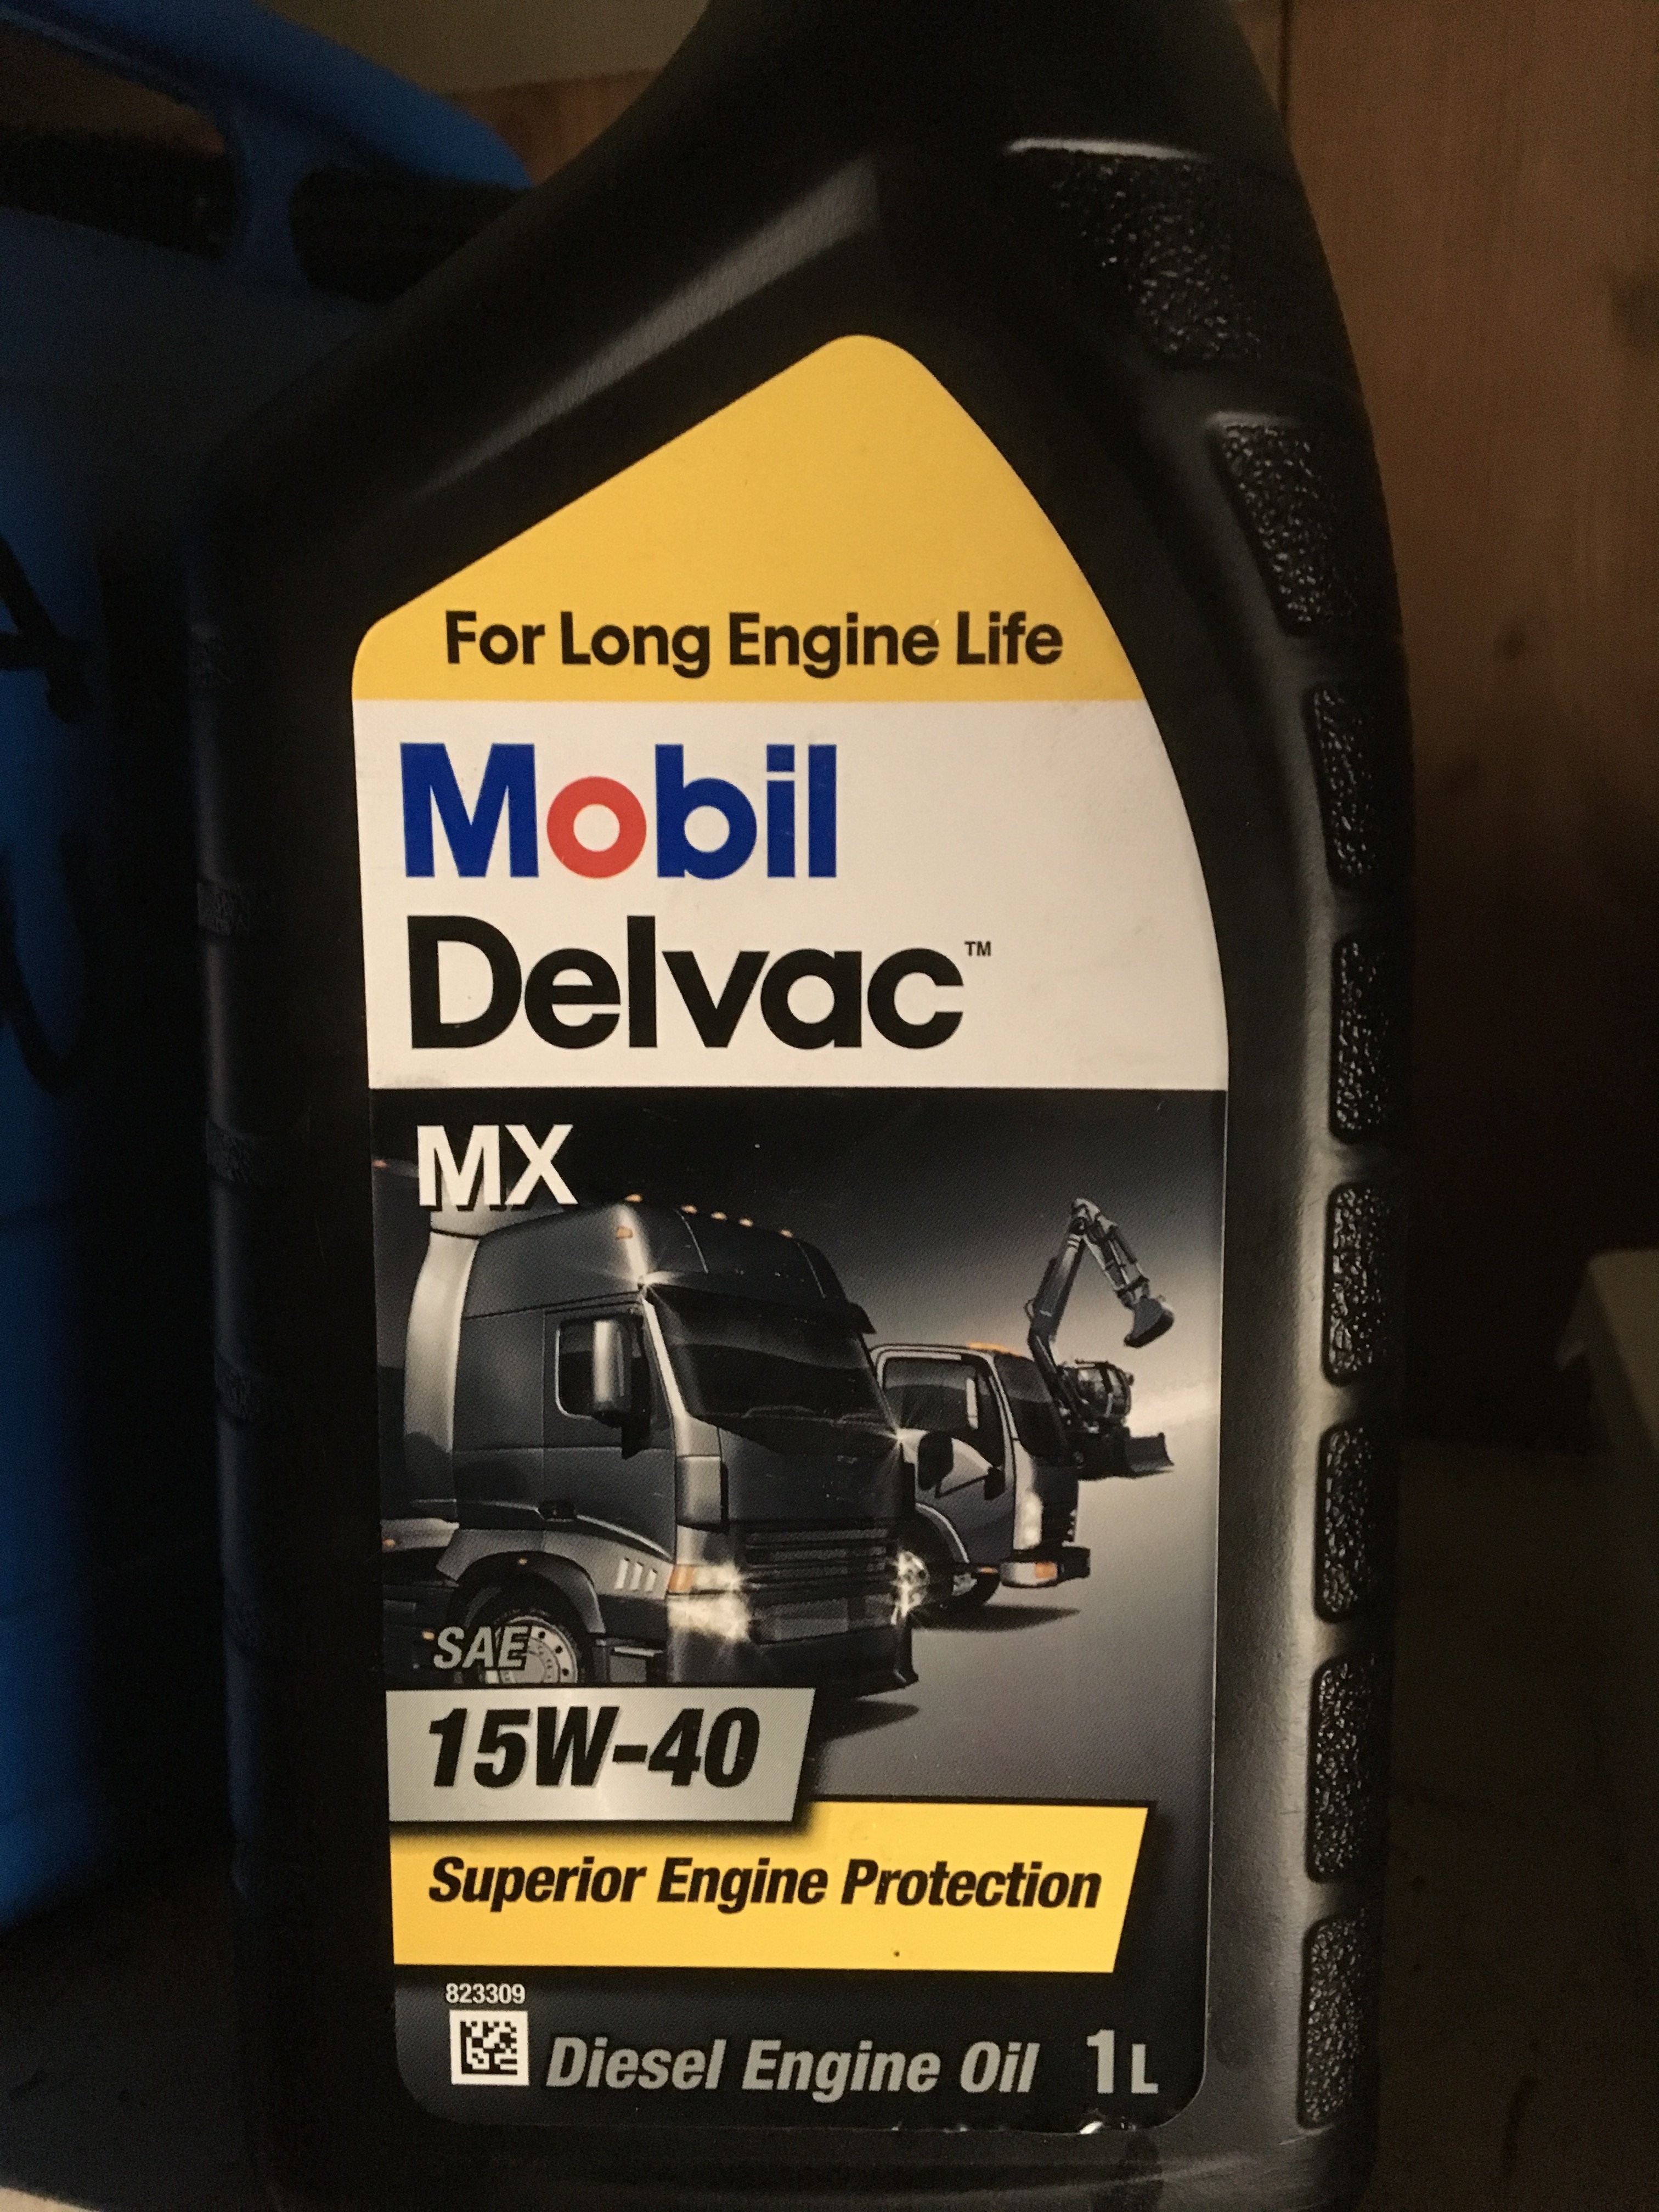 For Long Engine Life
Mobil
Delvac™
MX
SAE
15W-40
Superior Engine Protection
823309
Diesel Engine Oil 1L